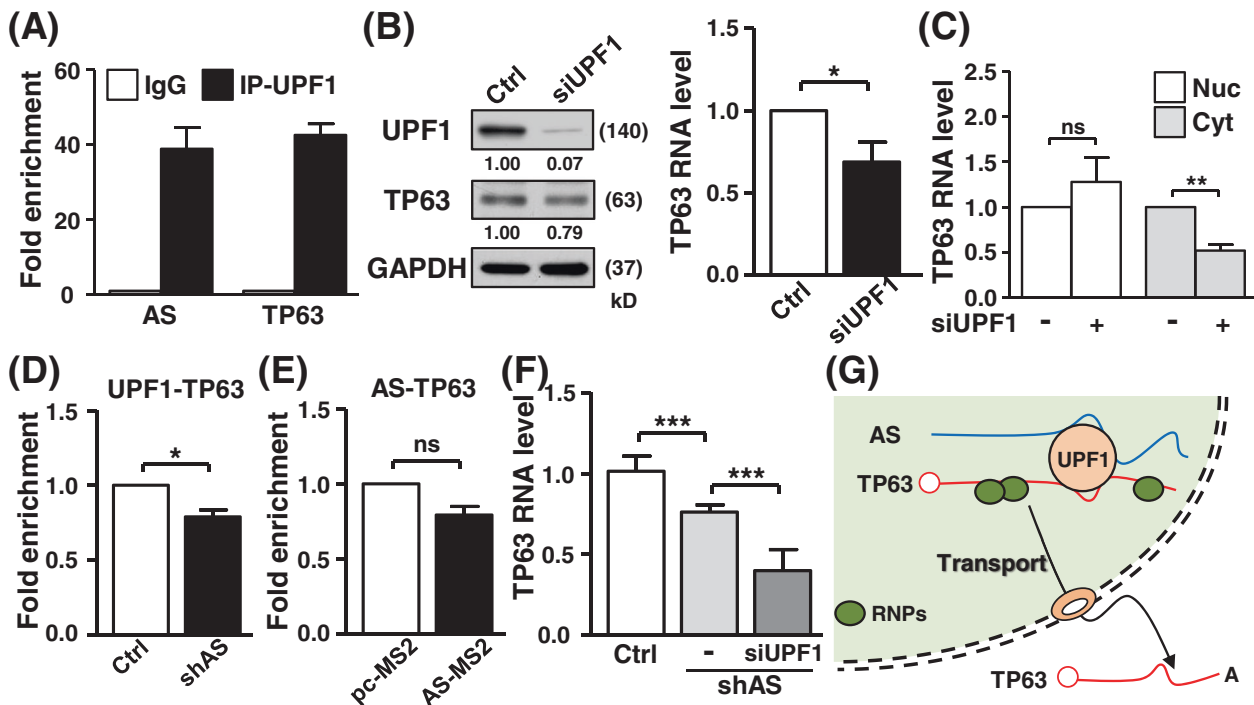 (A)
Fold enrichment
60
40
20
0
IgG
IP-UPF1
AS
TP63
(B)
Ctrl
siUPF1
UPF1
(140)
1.00
0.07
TP63
(63)
1.00
0.79
GAPDH
(37)
kD
TP63 RNA level
1.5
1.0
0.5
0.0
*
Ctrl
siUPF1
(C)
TP63 RNA level
2.5
2.0
1.5
1.0
0.5
0.0
Nuc
Cyt
ns
**
siUPF1
-
+
-
+
(D)
UPF1-TP63
Fold enrichment
1.5
1.0
0.5
0.0
*
Ctrl
shAS
(E)
AS-TP63
Fold enrichment
1.5
1.0
0.5
0.0
ns
pc-MS2
AS-MS2
(F)
TP63 RNA level
1.5
1.0
0.5
0.0
***
***
Ctrl
-
siUPF1
shAS
(G)
AS
UPF1
TP63
Transport
RNPs
TP63
A